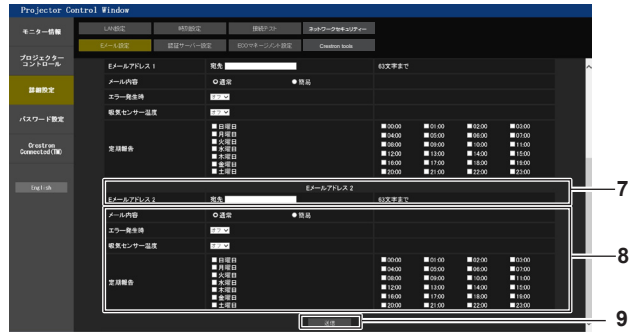 Projector Control Window
モニター情報
プロジェクター
コントロール
詳細設定
パスワード設定
Crestron
Connected(TM)
English
LAN設定 時刻設定 接続テスト ネットワークセキュリティー
Eメール設定 認証サーバー設定 ECOマネージメント設定 Crestron tools
Eメールアドレス 1 宛先 63文字まで
メール内容 通常 簡易
エラー発生時 オフ
吸気センサー温度 オフ
定期報告
日曜日
月曜日
火曜日
水曜日
木曜日
金曜日
土曜日
00:00 01:00 02:00 03:00
04:00 05:00 06:00 07:00
08:00 09:00 10:00 11:00
12:00 13:00 14:00 15:00
16:00 17:00 18:00 19:00
20:00 21:00 22:00 23:00
Eメールアドレス 2
Eメールアドレス 2 宛先 63文字まで
7
メール内容 通常 簡易
エラー発生時 オフ
吸気センサー温度 オフ
8
定期報告
日曜日
月曜日
火曜日
水曜日
木曜日
金曜日
土曜日
00:00 01:00 02:00 03:00
04:00 05:00 06:00 07:00
08:00 09:00 10:00 11:00
12:00 13:00 14:00 15:00
16:00 17:00 18:00 19:00
20:00 21:00 22:00 23:00
送信
9